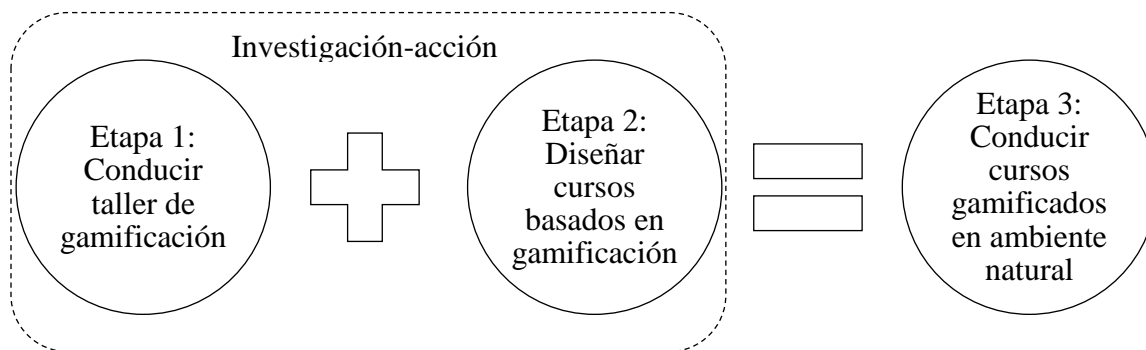 Investigación-acción
Etapa 1:
Conducir
taller de
gamificación
Etapa 2:
Diseñar
cursos
basados en
gamificación
Etapa 3:
Conducir
cursos
gamificados
en ambiente
natural